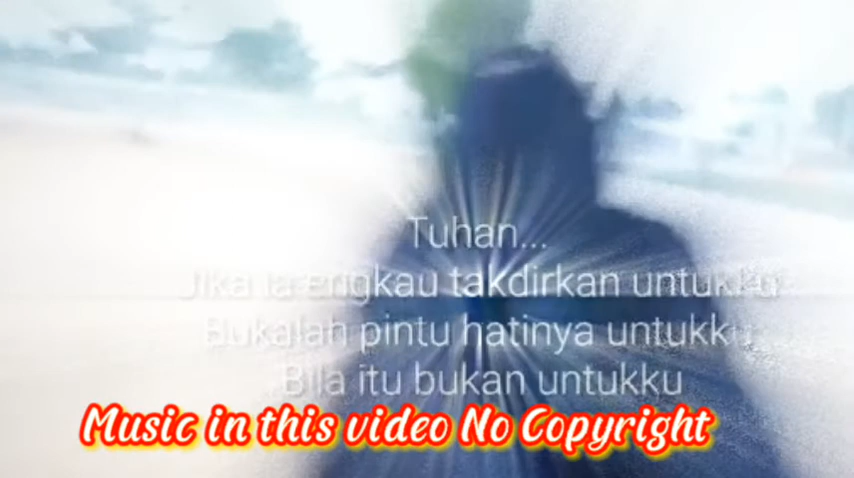 Tuhan...
Jika ia engkau takdirkan untukku
Bukalah pintu hatinya untukku
Bila itu bukan untukku
Music in this video No Copyright